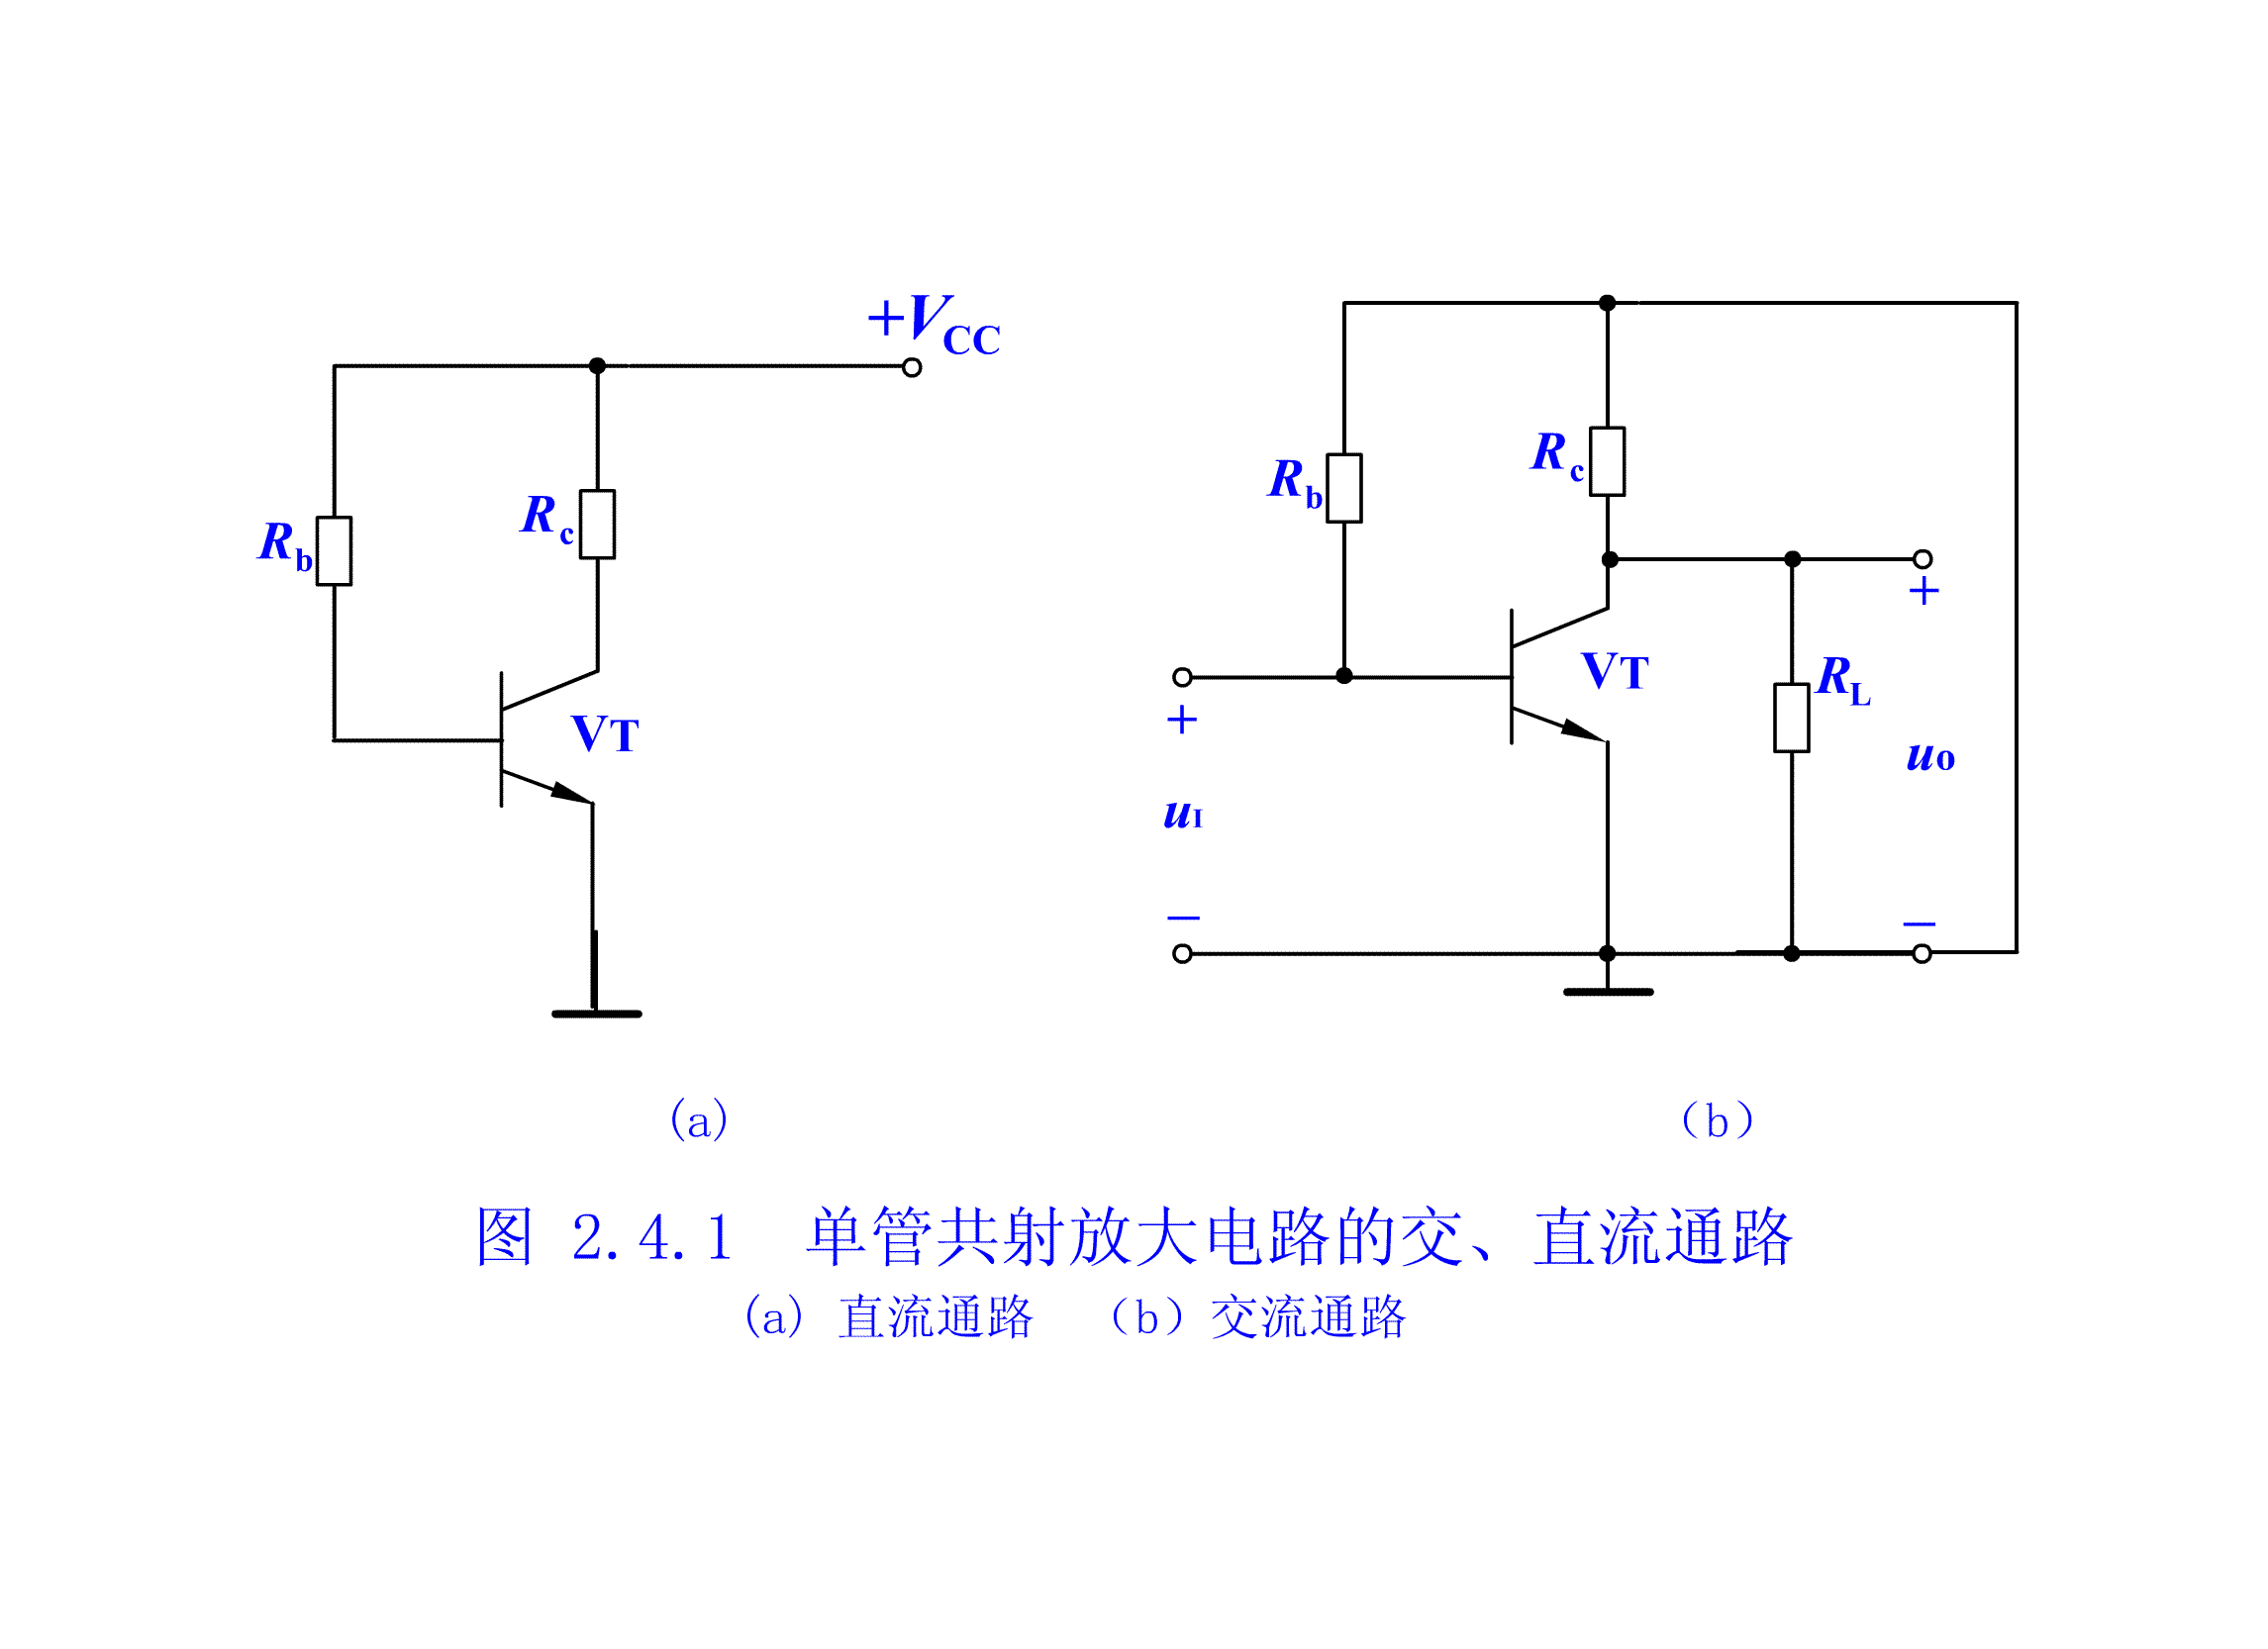 +VCC
Rb
Rc
VT
Rb
Rc
VT
RL
+
+
uI
uo
—
—
(a)
(b)
图 2.4.1 单管共射放大电路的交、直流通路
(a) 直流通路 (b) 交流通路